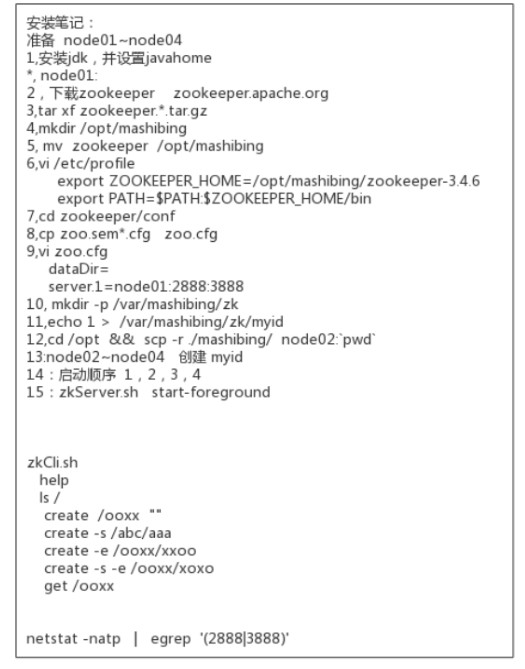 安装笔记：
准备 node01~node04
1,安装jdk，并设置javahome
*, node01:
2，下载zookeeper zookeeper.apache.org
3,tar xf zookeeper.*.tar.gz
4,mkdir /opt/mashibing
5, mv zookeeper /opt/mashibing
6,vi /etc/profile
export ZOOKEEPER_HOME=/opt/mashibing/zookeeper-3.4.6
export PATH=$PATH:$ZOOKEEPER_HOME/bin
7,cd zookeeper/conf
8,cp zoo.sem*.cfg zoo.cfg
9,vi zoo.cfg
dataDir=
server.1=node01:2888:3888
10, mkdir -p /var/mashibing/zk
11,echo 1 > /var/mashibing/zk/myid
12,cd /opt && scp -r ./mashibing/ node02:`pwd`
13:node02~node04 创建 myid
14：启动顺序 1，2，3，4
15：zkServer.sh start-foreground
zkCli.sh
help
ls /
create /ooxx ""
create -s /abc/aaa
create -e /ooxx/xxoo
create -s -e /ooxx/xoxo
get /ooxx
netstat -natp | egrep '(2888|3888)'